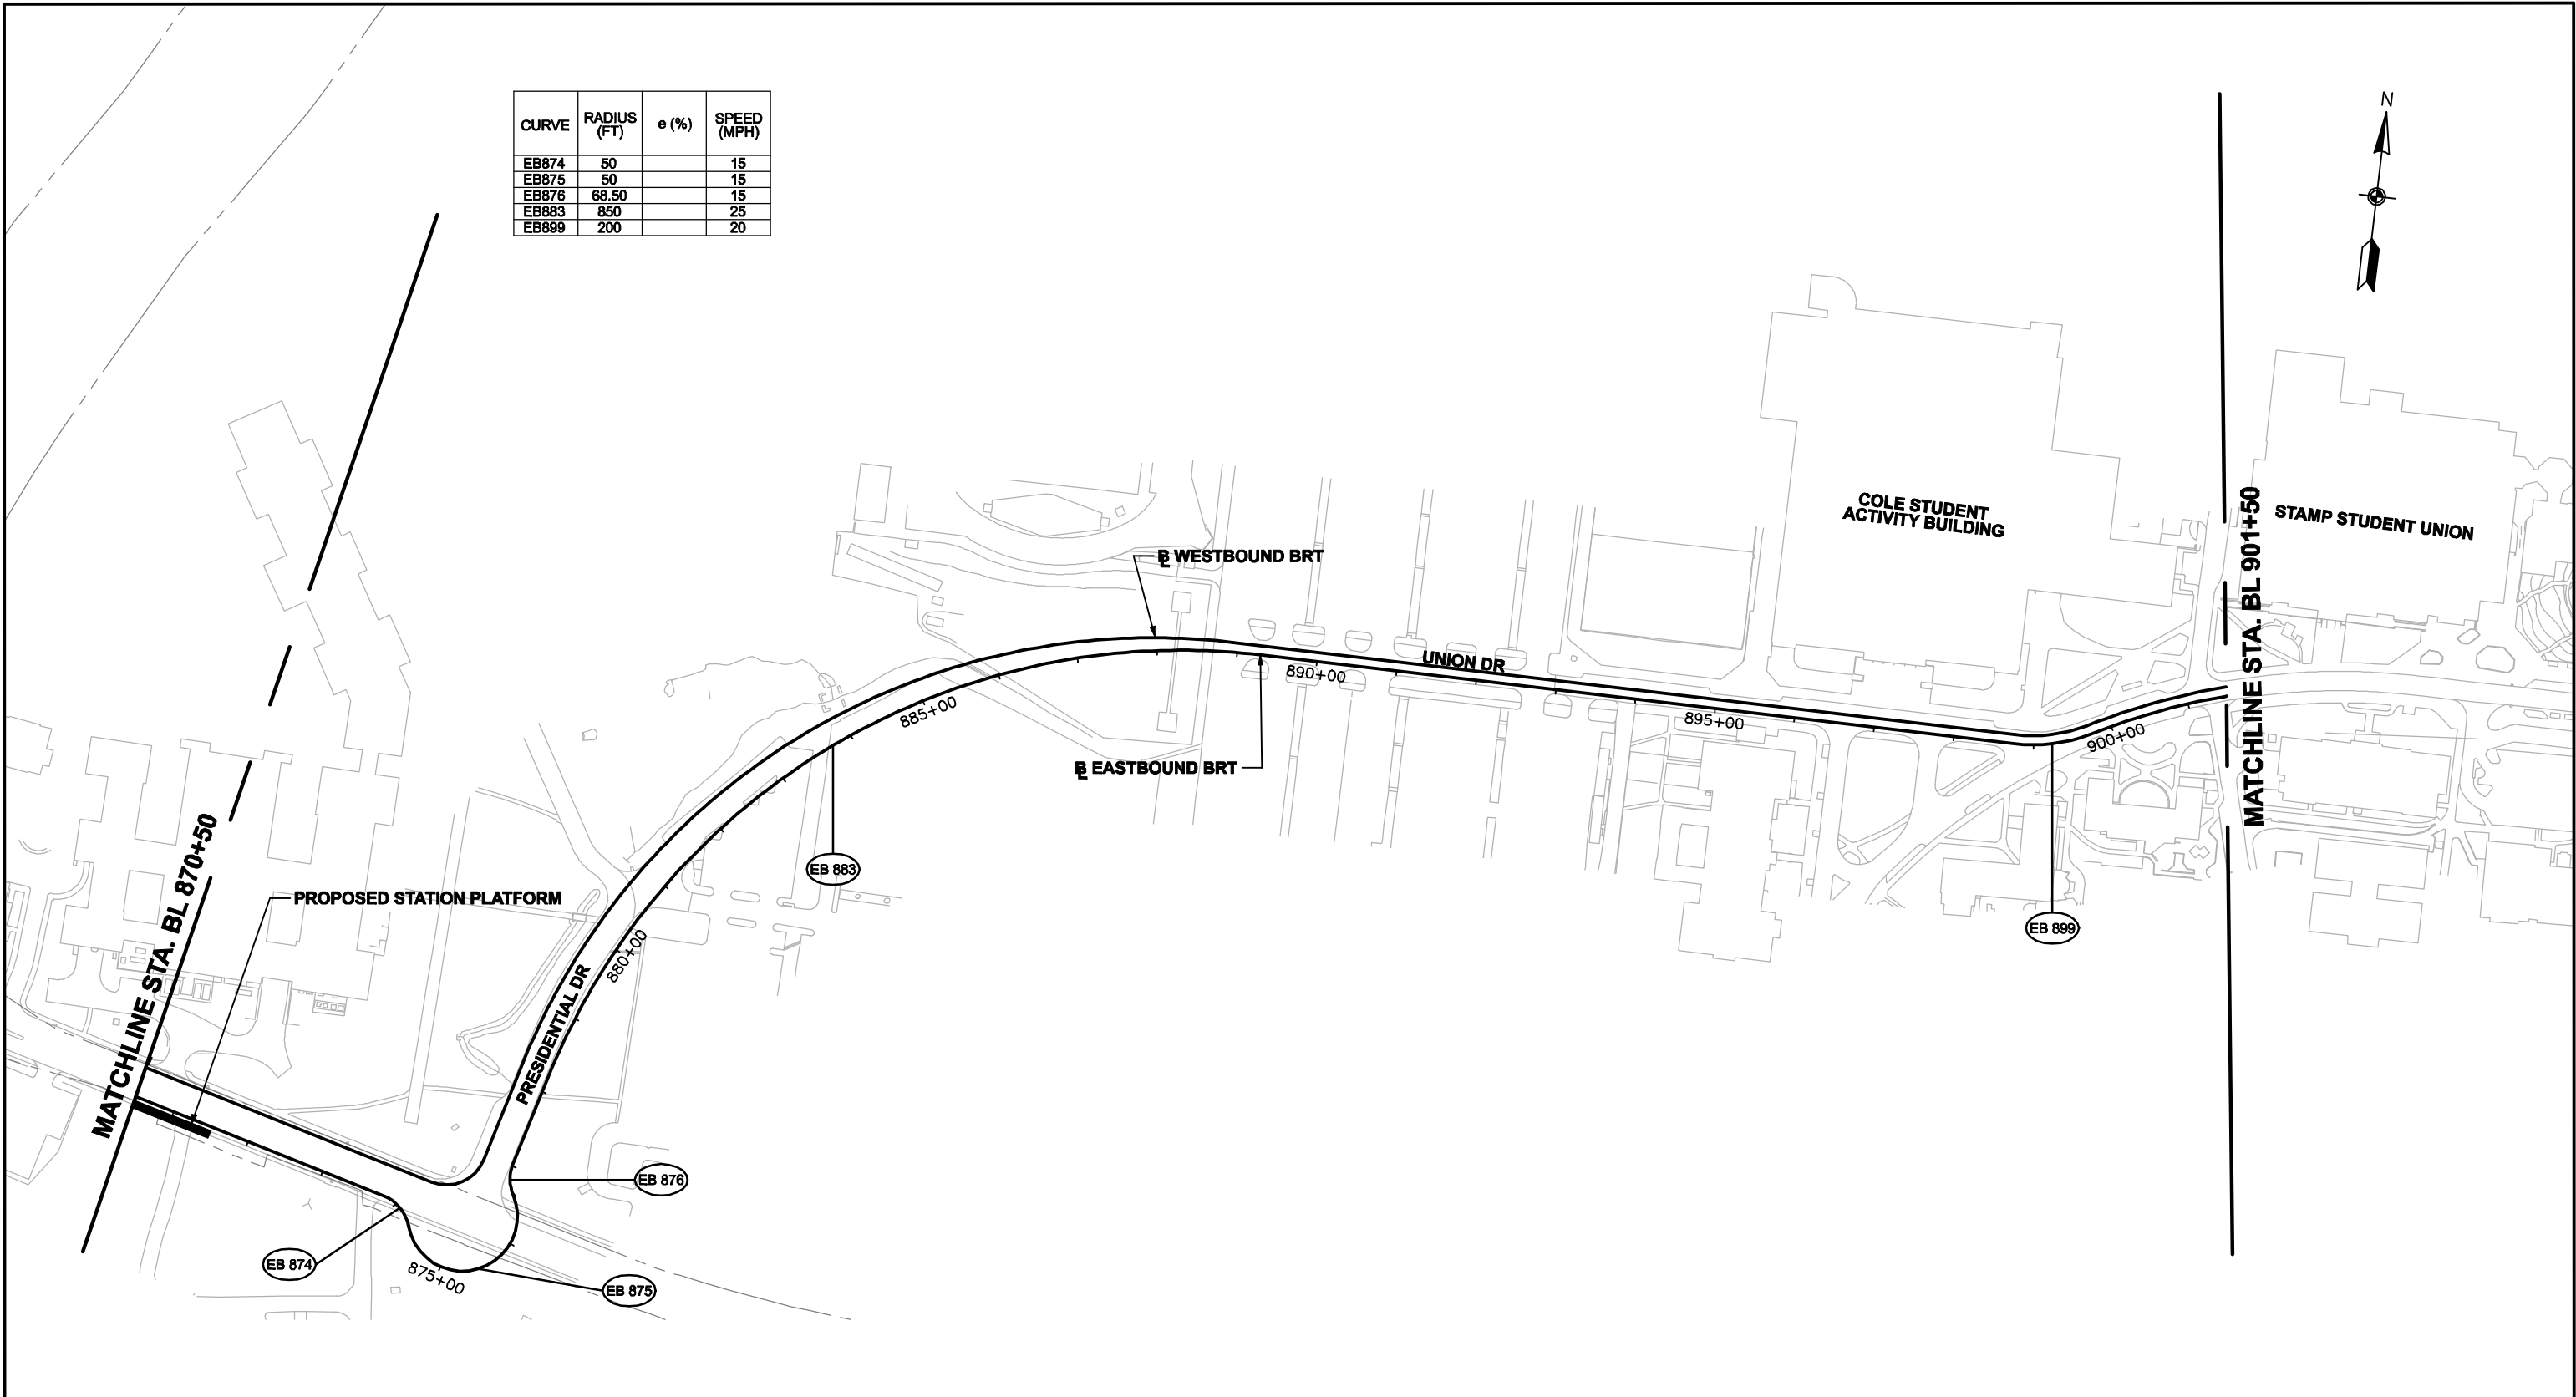 CURVE RADIUS (FT) e (%) SPEED (MPH)
EB874 50 15
EB875 50 15
EB876 68.50 15
EB883 850 25
EB899 200 20
N
COLE STUDENT
ACTIVITY BUILDING
STAMP STUDENT UNION
MATCHLINE STA. BL 901+50
BL WESTBOUND BRT
UNION DR
890+00
885+00
895+00
900+00
BL EASTBOUND BRT
EB 883
EB 899
MATCHLINE STA. BL 870+50
PROPOSED STATION PLATFORM
880+00
PRESIDENTIAL DR
EB 876
EB 874
875+00
EB 875